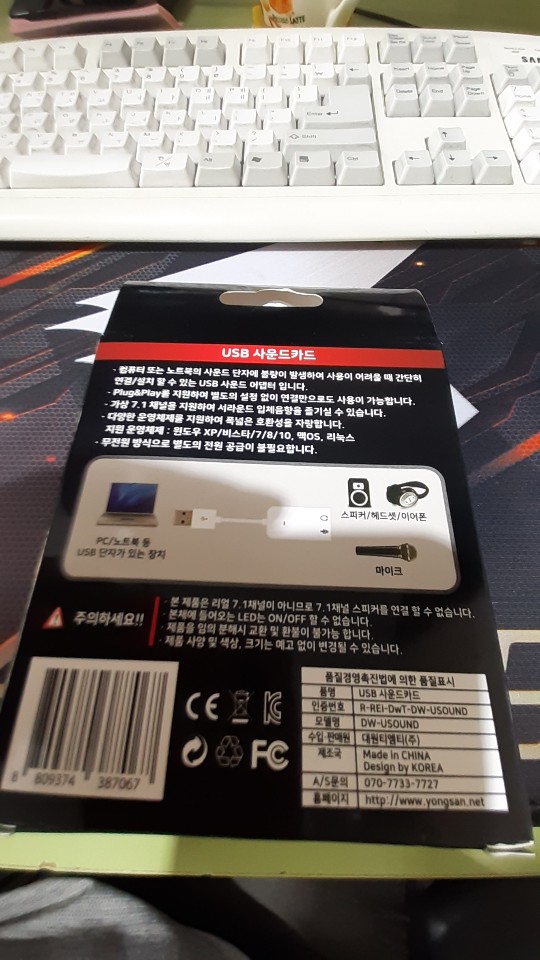 LATTE
Enter
Shift
Alt
Ctrl
Insert
Home
Page Up
Delete
End
Page Down
SAM
USB 사운드카드
· 컴퓨터 또는 노트북의 사운드 단자에 불량이 발생하여 사용이 어려울 때 간단히
연결/설치 할 수 있는 USB 사운드 어댑터 입니다.
· Plug&Play를 지원하여 별도의 설정 없이 연결만으로도 사용이 가능합니다.
· 가상 7.1 채널을 지원하여 서라운드 입체음향을 즐기실 수 있습니다.
· 다양한 운영체제를 지원하여 폭넓은 호환성을 자랑합니다.
지원 운영체제 : 윈도우 XP/비스타/7/8/10, 맥OS, 리눅스
· 무전원 방식으로 별도의 전원 공급이 불필요합니다.
PC/노트북 등
USB 단자가 있는 장치
스피커/헤드셋/이어폰
마이크
주의하세요!!
· 본 제품은 리얼 7.1채널이 아니므로 7.1채널 스피커를 연결 할 수 없습니다.
· 본체에 들어오는 LED는 ON/OFF 할 수 없습니다.
· 제품을 임의 분해시 교환 및 환불이 불가능 합니다.
· 제품 사양 및 색상, 크기는 예고 없이 변경될 수 있습니다.
8 809374 387067
CE
FC
품질경영촉진법에 의한 품질표시
품명 USB 사운드카드
인증번호 R-REI-DwT-DW-USOUND
모델명 DW-USOUND
수입·판매원 대원티엠티(주)
제조국 Made in CHINA
Design by KOREA
A/S문의 070-7733-7727
홈페이지 http://www.yongsan.net